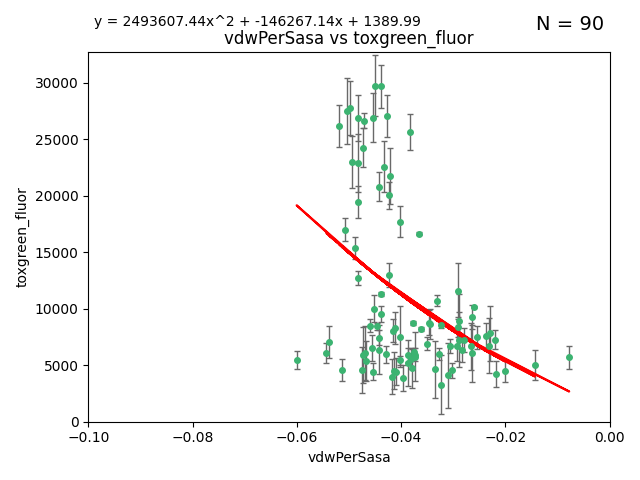 y = 2493607.44x^2 + -146267.14x + 1389.99
N = 90
vdwPerSasa vs toxgreen_fluor
30000
25000
20000
15000
10000
5000
0
toxgreen_fluor
−0.10 −0.08 −0.06 −0.04 −0.02 0.00
vdwPerSasa